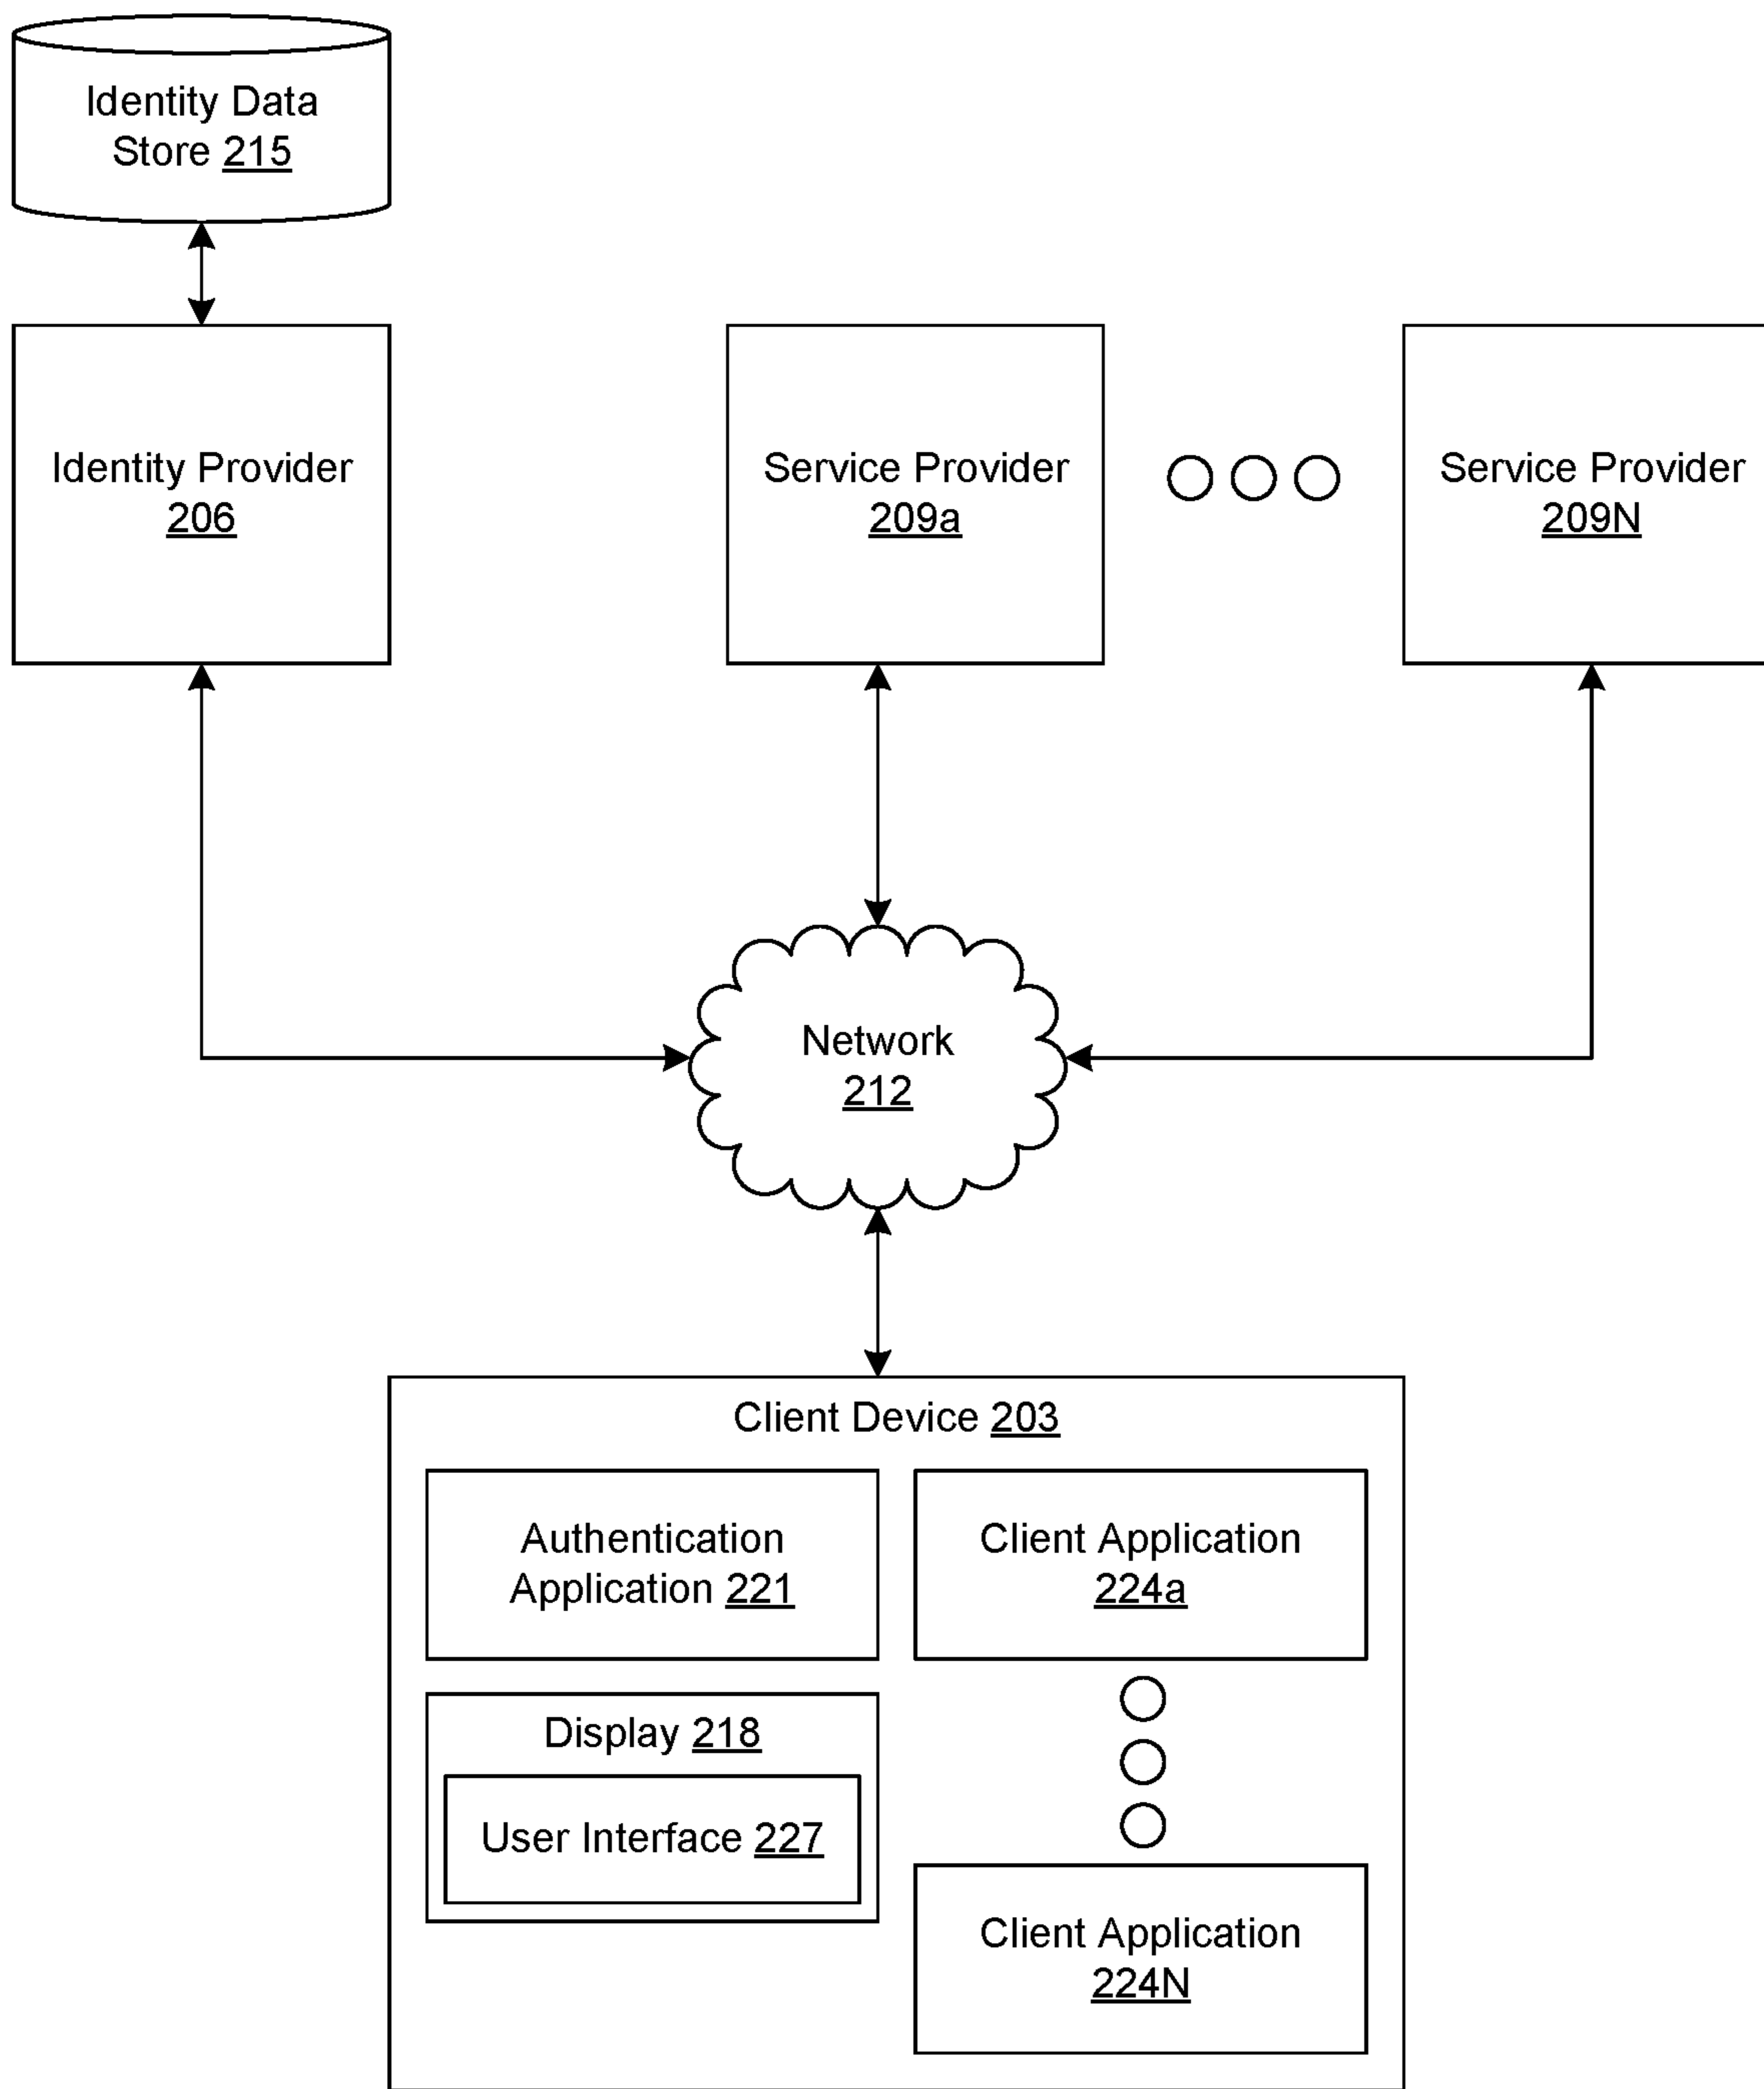 Identity Data
Store 215
Identity Provider
206
Service Provider
209a
Service Provider
209N
Network
212
Client Device 203
Authentication
Application 221
Client Application
224a
Display 218
User Interface 227
Client Application
224N